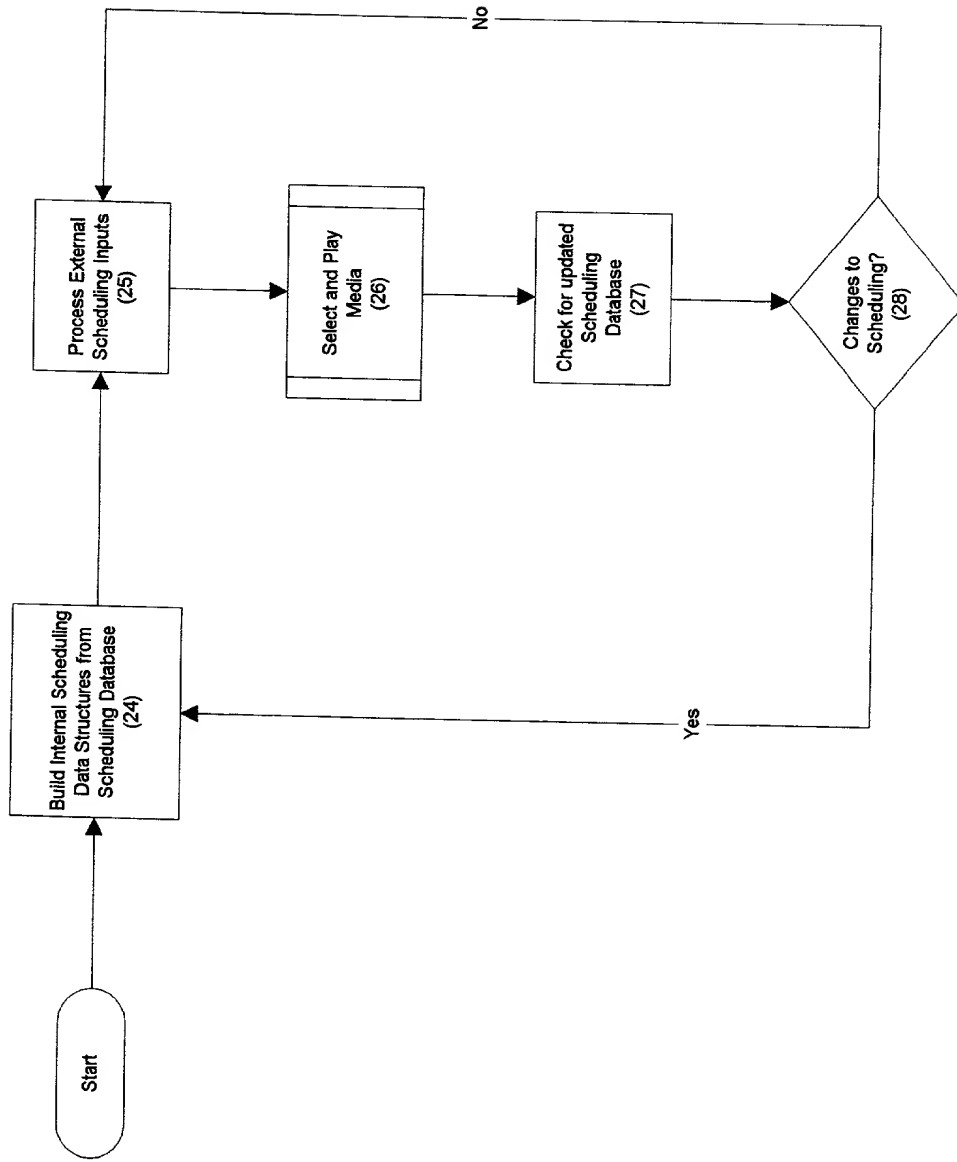 Start
Build Internal Scheduling
Data Structures from
Scheduling Database
(24)
Process External
Scheduling Inputs
(25)
Select and Play
Media
(26)
Check for updated
Scheduling
Database
(27)
Changes to
Scheduling?
(28)
Yes
No